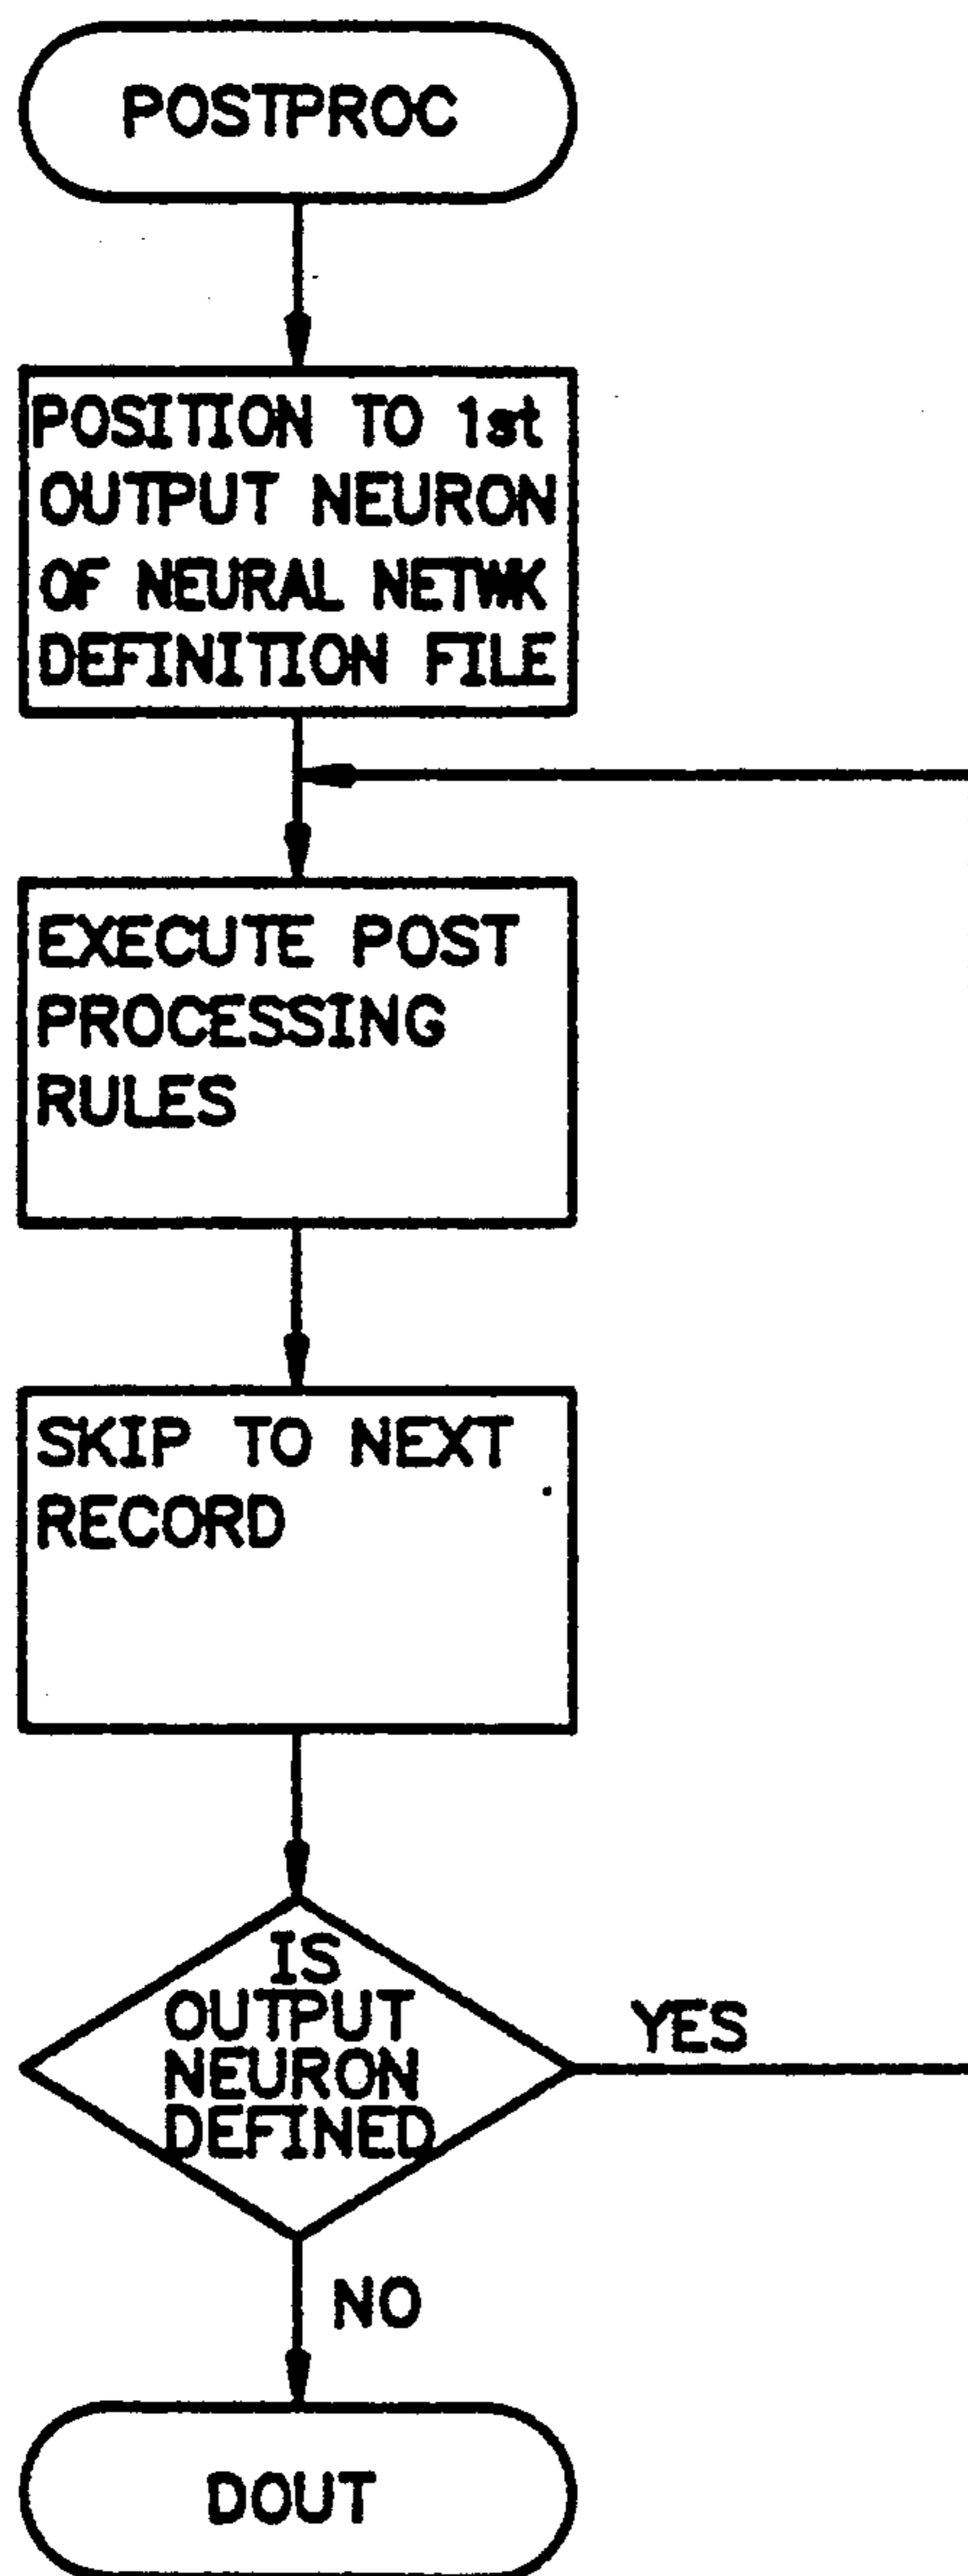 POSTPROC
POSITION TO 1st
OUTPUT NEURON
OF NEURAL NETWK
DEFINITION FILE
EXECUTE POST
PROCESSING
RULES
SKIP TO NEXT
RECORD
IS
OUTPUT
NEURON
DEFINED
YES
NO
DOUT